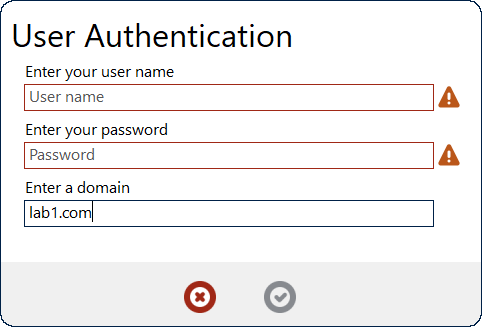 User Authentication
Enter your user name
User name
Enter your password
Password
Enter a domain
lab1.com